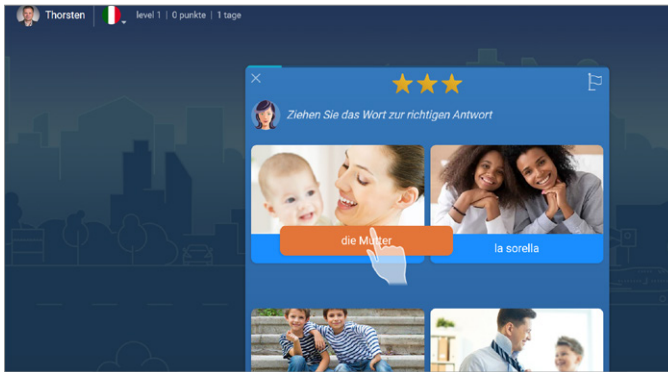 Thorsten level 1 | 0 punkte | 1 tage
Ziehen Sie das Wort zur richtigen Antwort
die Mutter
la sorella